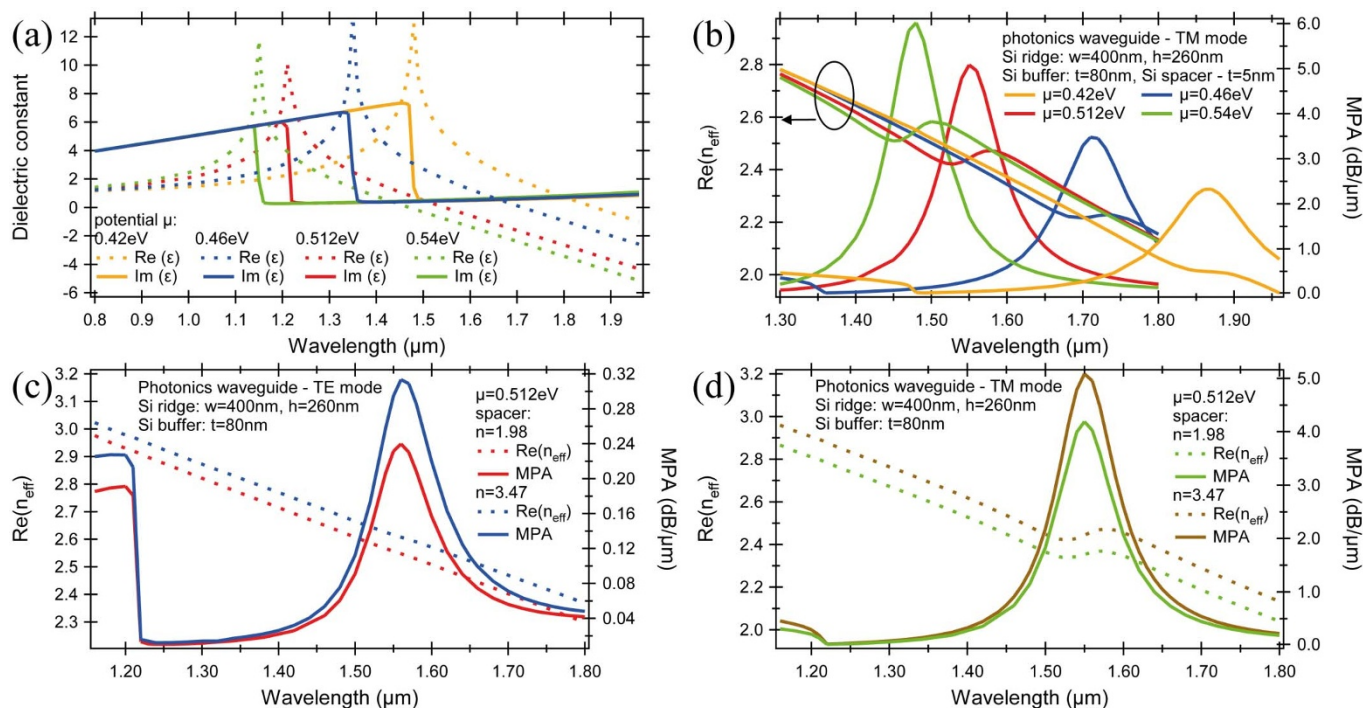 (a)
Dielectric constant
12
10
8
6
4
2
0
-2
-4
-6
potential μ:
0.42eV 0.46eV 0.512eV 0.54eV
Re (ε) Re (ε) Re (ε) Re (ε)
Im (ε) Im (ε) Im (ε) Im (ε)
0.8 0.9 1.0 1.1 1.2 1.3 1.4 1.5 1.6 1.7 1.8 1.9
Wavelength (μm)
(b)
Re(neff)
2.8
2.6
2.4
2.2
2.0
photonics waveguide - TM mode
Si ridge: w=400nm, h=260nm
Si buffer: t=80nm, Si spacer - t=5nm
μ=0.42eV μ=0.46eV
μ=0.512eV μ=0.54eV
6.0
5.0
4.0
3.0
2.0
1.0
0.0
MPA (dB/μm)
1.30 1.40 1.50 1.60 1.70 1.80 1.90
Wavelength (μm)
(c)
Re(neff)
3.2
3.1
3.0
2.9
2.8
2.7
2.6
2.5
2.4
2.3
Photonics waveguide - TE mode
Si ridge: w=400nm, h=260nm
Si buffer: t=80nm
μ=0.512eV
spacer:
n=1.98
Re(neff)
MPA
n=3.47
Re(neff)
MPA
0.32
0.28
0.24
0.20
0.16
0.12
0.08
0.04
MPA (dB/μm)
1.20 1.30 1.40 1.50 1.60 1.70 1.80
Wavelength (μm)
(d)
Re(neff)
3.2
3.0
2.8
2.6
2.4
2.2
2.0
Photonics waveguide - TM mode
Si ridge: w=400nm, h=260nm
Si buffer: t=80nm
μ=0.512eV
spacer:
n=1.98
Re(neff)
MPA
n=3.47
Re(neff)
MPA
5.0
4.0
3.0
2.0
1.0
0.0
MPA (dB/μm)
1.20 1.30 1.40 1.50 1.60 1.70 1.80
Wavelength (μm)